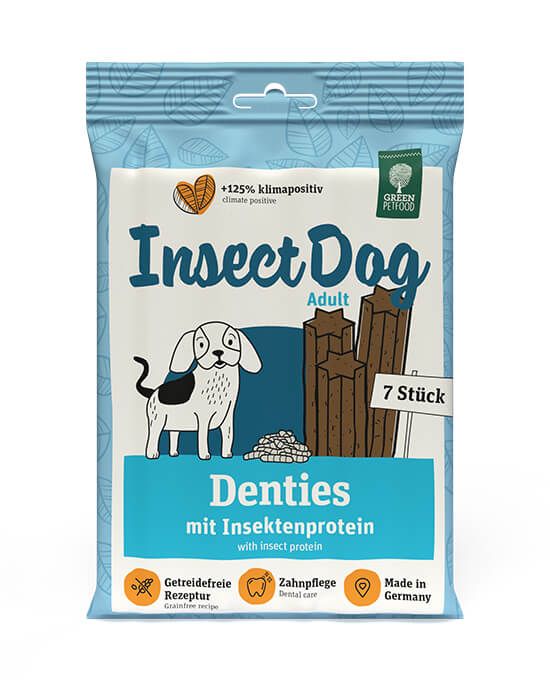 +125% klimapositiv
climate positive
GREEN
PETFOOD
InsectDog
Adult
7 Stück
Denties
mit Insektenprotein
with insect protein
Getreidefreie
Rezeptur
Grainfree recipe
Zahnpflege
Dental care
Made in
Germany